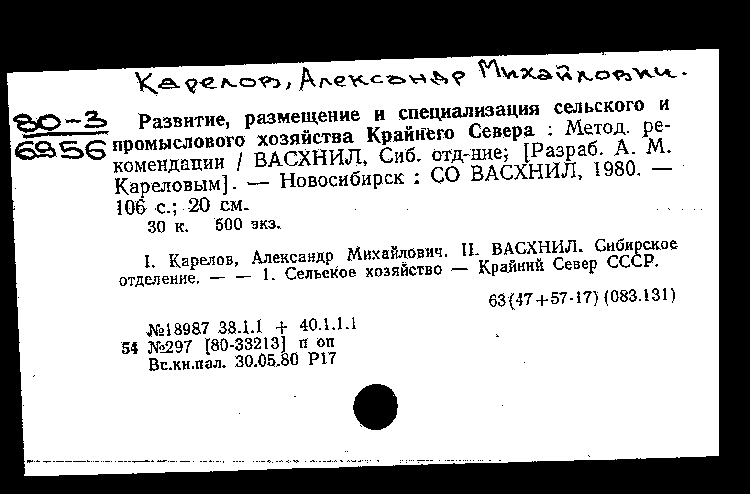 Карелов, Александр Михайлович.
80-3
6956
Развитие, размещение и специализация сельского и
промыслового хозяйства Крайнего Севера : Метод. ре-
комендации / ВАСХНИЛ, Сиб. отд-ние; [Разраб. А. М.
Кареловым]. — Новосибирск : СО ВАСХНИЛ, 1980. —
106 с.; 20 см.
30 к. 500 экз.
I. Карелов, Александр Михайлович. II. ВАСХНИЛ. Сибирское
отделение. — — 1. Сельское хозяйство — Крайний Север СССР.
63(47+57-17) (083.131)
№18987 38.1.1 + 40.1.1.1
54 №297 [80-33213] п оп
Вс.кн.пал. 30.05.80 Р17